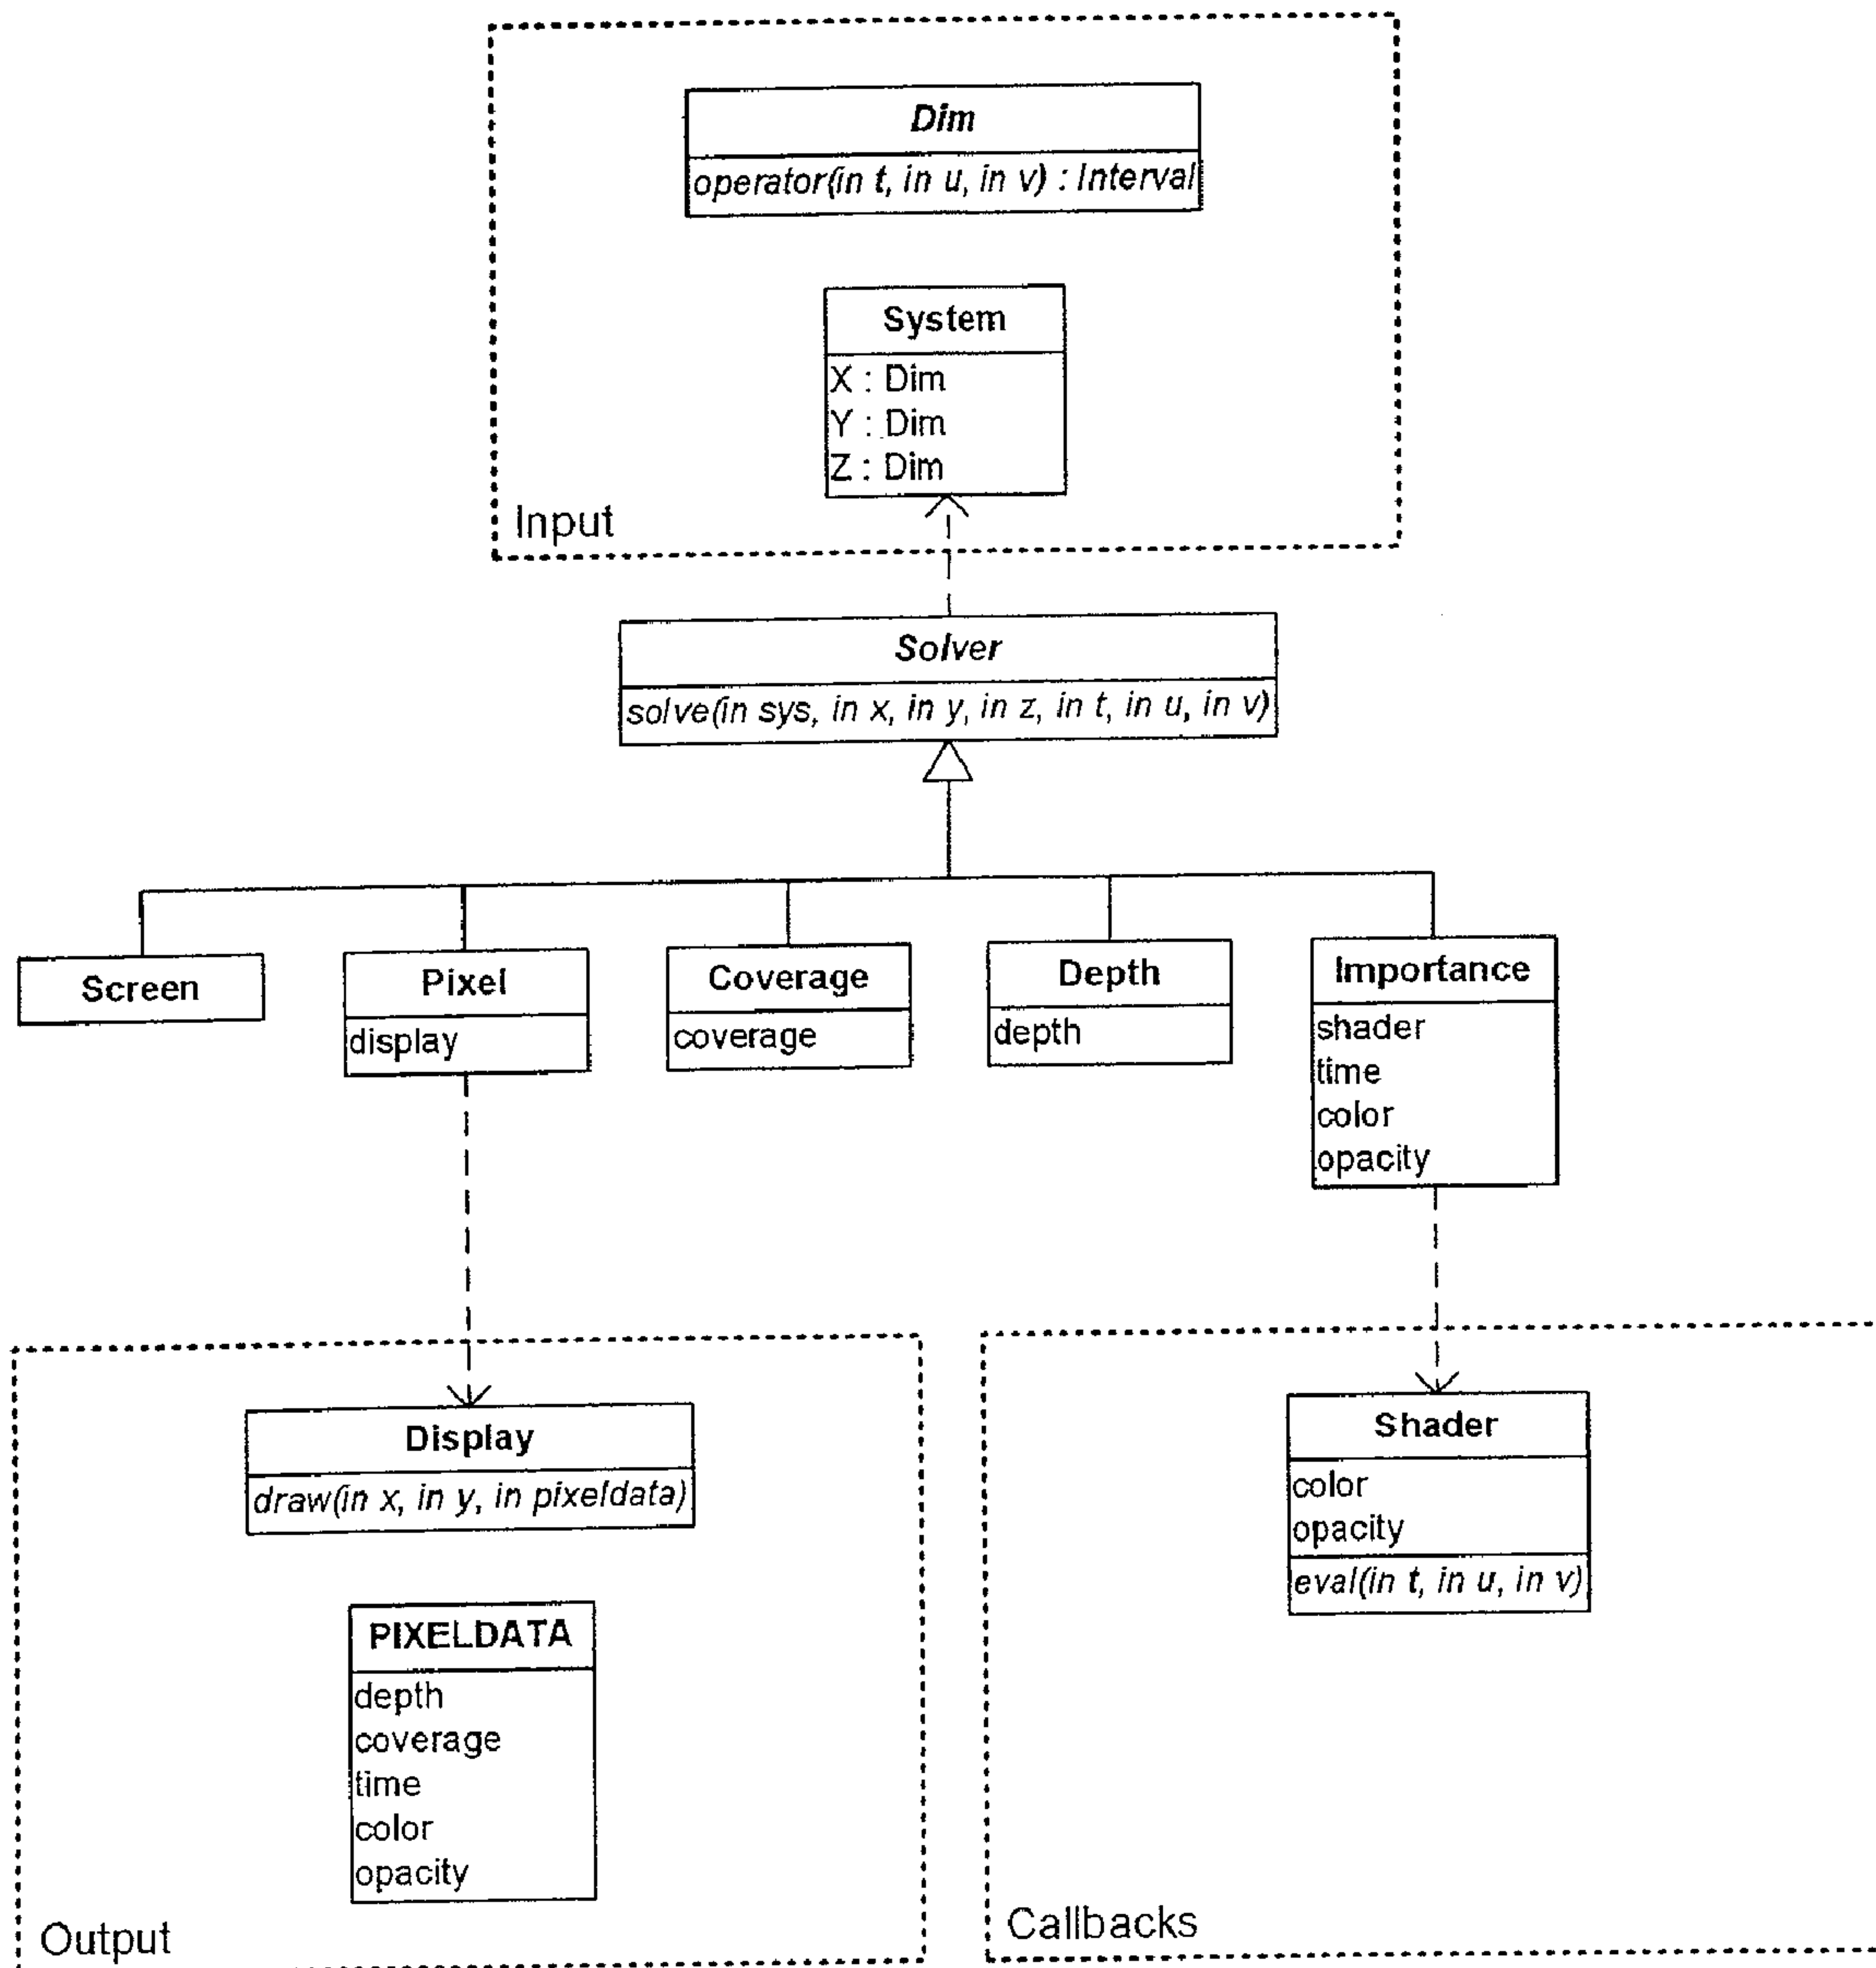 Dim
operator(in t, in u, in v) : Interval
System
X : Dim
Y : Dim
Z : Dim
Input
Solver
solve(in sys, in x, in y, in z, in t, in u, in v)
Screen
Pixel
display
Coverage
coverage
Depth
depth
Importance
shader
time
color
opacity
Display
draw(in x, in y, in pixeldata)
PIXELDATA
depth
coverage
time
color
opacity
Output
Shader
color
opacity
eval(in t, in u, in v)
Callbacks